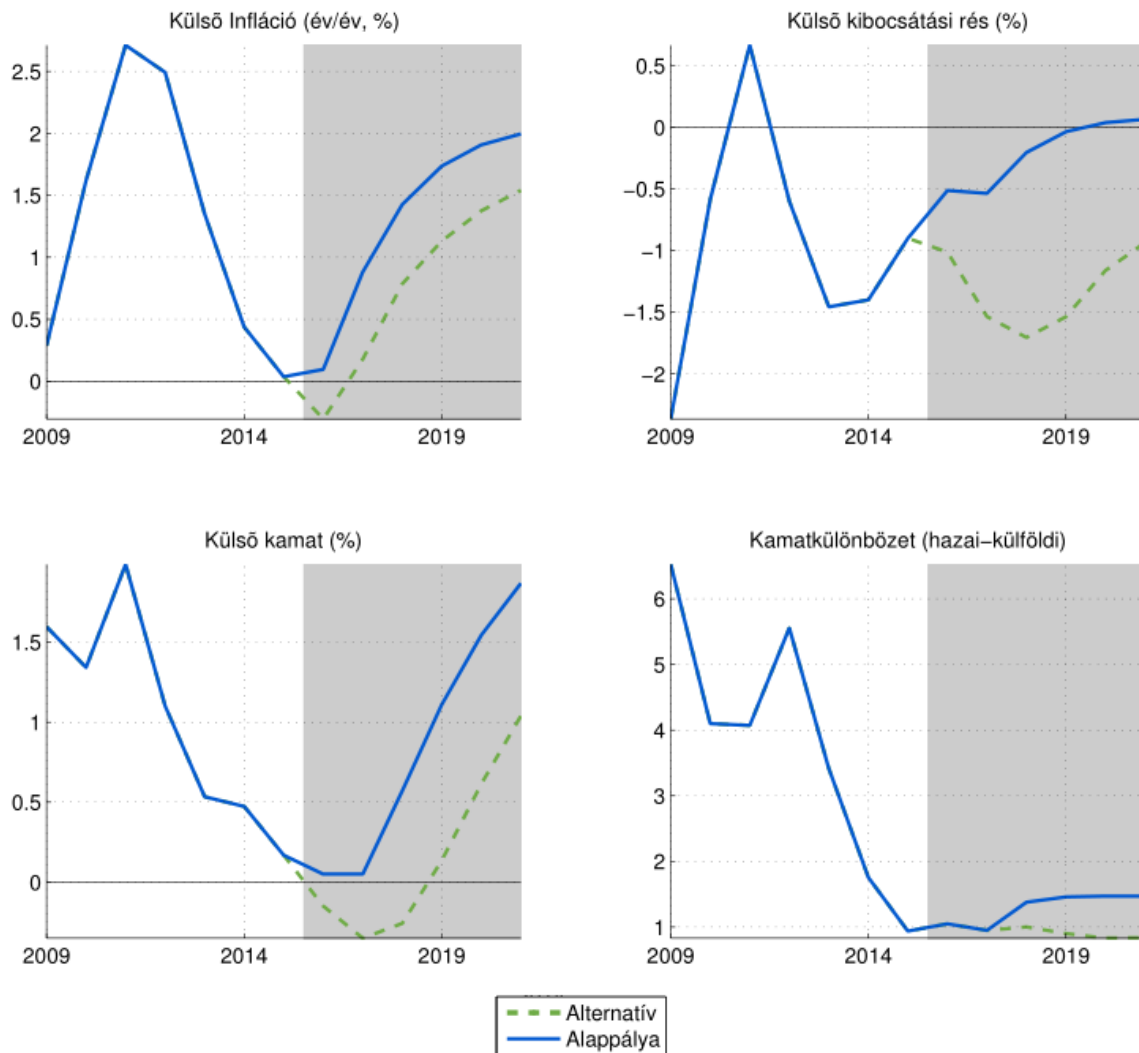 Külsõ Infláció (év/év, %)
2.5
2
1.5
1
0.5
0
2009 2014 2019
Külsõ kibocsátási rés (%)
0.5
0
−0.5
−1
−1.5
−2
2009 2014 2019
Külsõ kamat (%)
1.5
1
0.5
0
2009 2014 2019
Kamatkülönbözet (hazai−külföldi)
6
5
4
3
2
1
2009 2014 2019
Alternatív
Alappálya